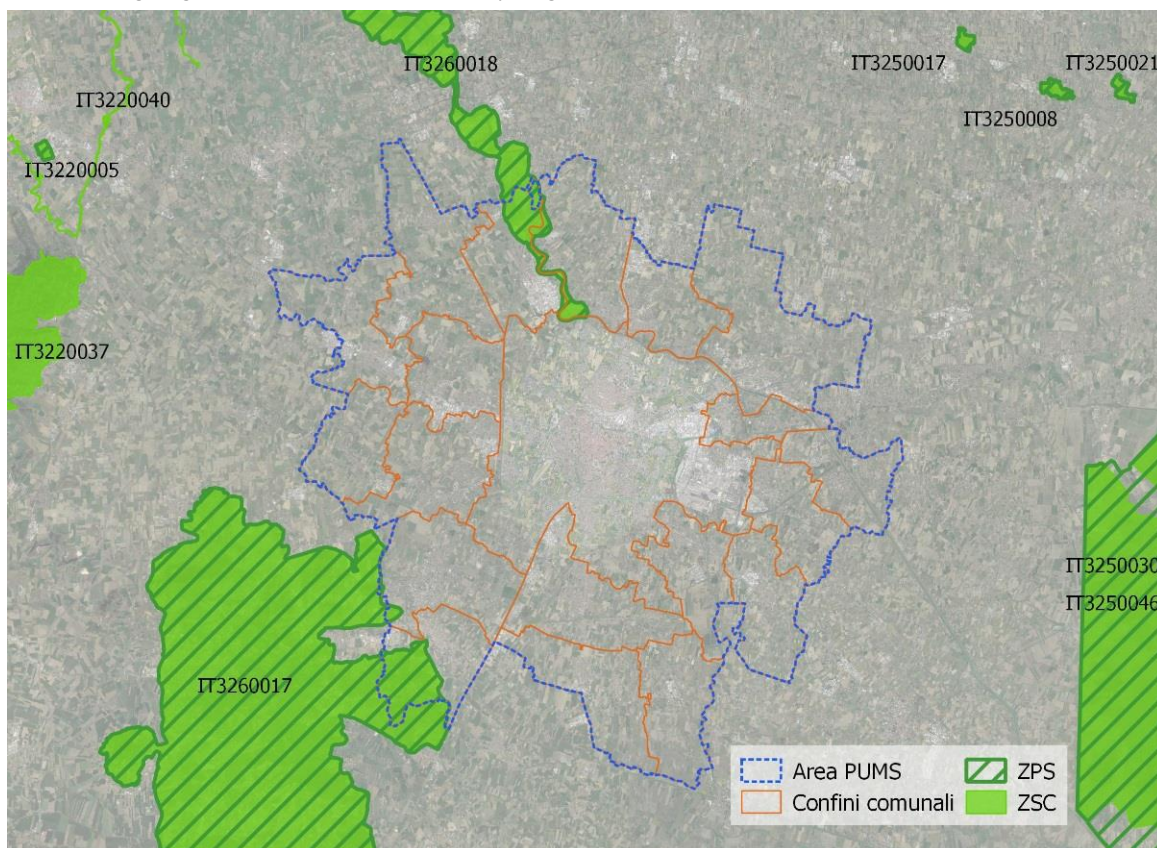 IT3260018
IT3250017
IT3250021
IT3220040
IT3250008
IT3220005
IT3220037
IT3250030
IT3250046
IT3260017
Area PUMS
ZPS
Confini comunali
ZSC